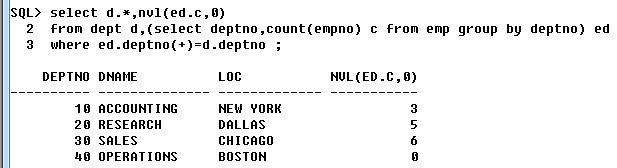 SQL> select d.*,nvl(ed.c,0)
2 from dept d,(select deptno,count(empno) c from emp group by deptno) ed
3 where ed.deptno(+)=d.deptno ;
DEPTNO DNAME LOC NVL(ED.C,0)
---------- -------------- ------------- -----------
10 ACCOUNTING NEW YORK 3
20 RESEARCH DALLAS 5
30 SALES CHICAGO 6
40 OPERATIONS BOSTON 0